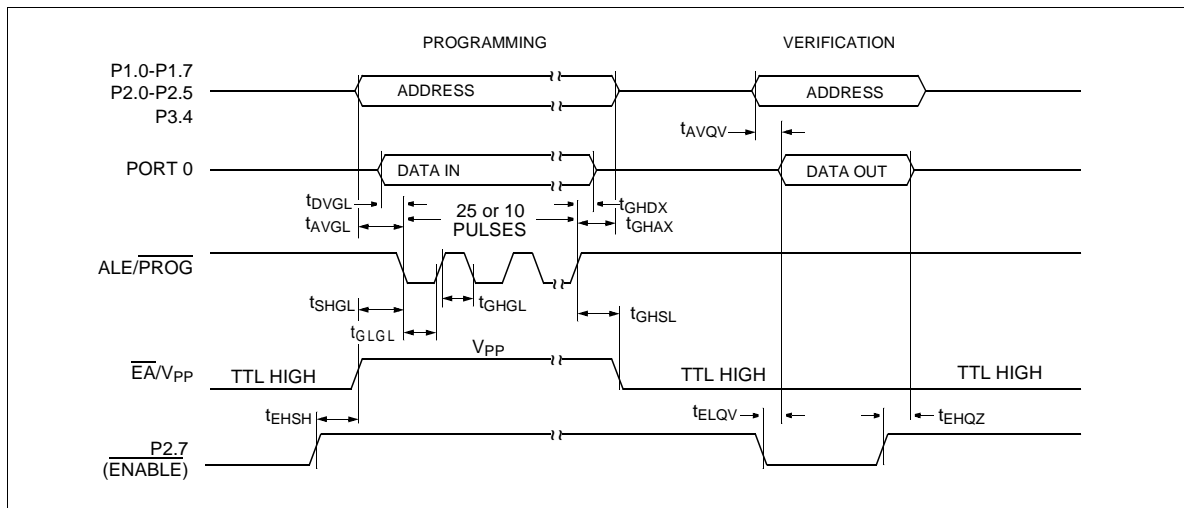 PROGRAMMING VERIFICATION
P1.0-P1.7
P2.0-P2.5
P3.4
ADDRESS ADDRESS
tAVQV
PORT 0 DATA IN DATA OUT
tDVGL 25 or 10 tGHDX
tAVGL PULSES tGHAX
ALE/PROG
tSHGL tGHGL tGHSL
tGLGL
VPP
EA/VPP TTL HIGH TTL HIGH TTL HIGH
tEHSH tELQV tEHQZ
P2.7
(ENABLE)